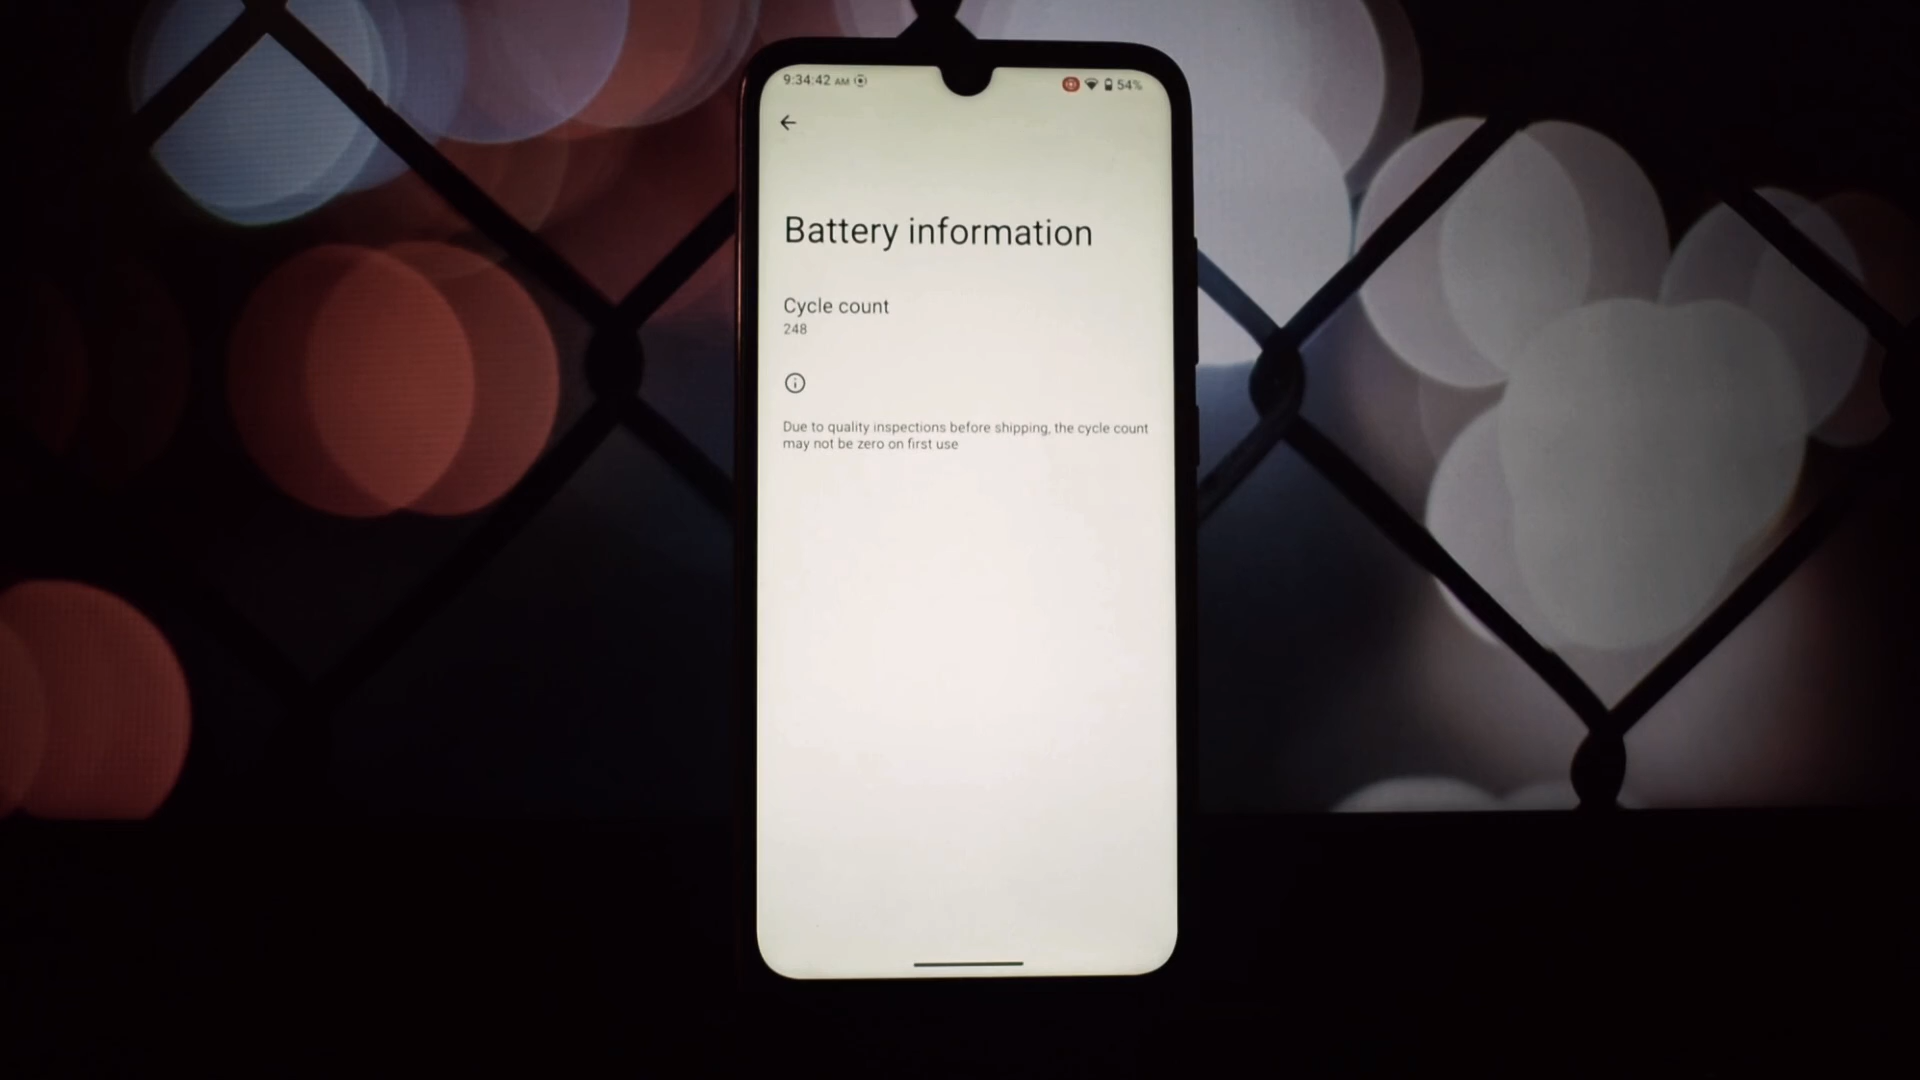 9:34:42 AM
54%
Battery information
Cycle count
248
Due to quality inspections before shipping, the cycle count
may not be zero on first use